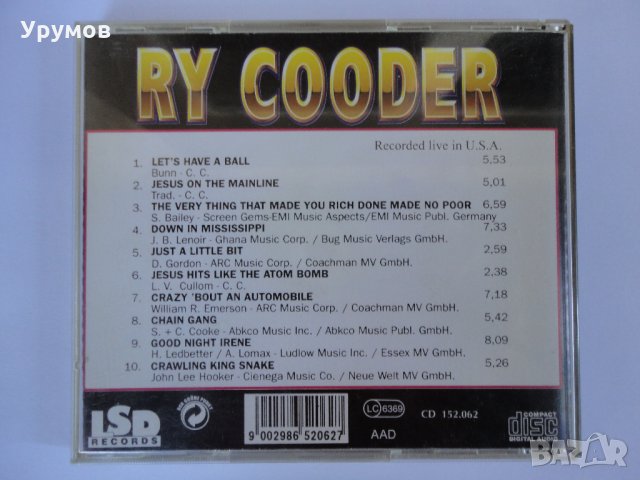 Урумов
RY COODER
Recorded live in U.S.A.
1. LET'S HAVE A BALL 5,53
Bunn - C. C.
2. JESUS ON THE MAINLINE 5,01
Trad. - C. C.
3. THE VERY THING THAT MADE YOU RICH DONE MADE NO POOR 6,59
S. Bailey - Screen Gems-EMI Music Aspects/EMI Music Publ. Germany
4. DOWN IN MISSISSIPPI 7,33
J. B. Lenoir - Ghana Music Corp. / Bug Music Verlags GmbH.
5. JUST A LITTLE BIT 2,59
D. Gordon - ARC Music Corp. / Coachman MV GmbH.
6. JESUS HITS LIKE THE ATOM BOMB 2,38
L. V. Cullom - C. C.
7. CRAZY 'BOUT AN AUTOMOBILE 7,18
William R. Emerson - ARC Music Corp. / Coachman MV GmbH.
8. CHAIN GANG 5,42
S. + C. Cooke - Abkco Music Inc. / Abkco Music Publ. GmbH.
9. GOOD NIGHT IRENE 8,09
H. Ledbetter / A. Lomax - Ludlow Music Inc. / Essex MV GmbH.
10. CRAWLING KING SNAKE 5,26
John Lee Hooker - Cienega Music Co. / Neue Welt MV GmbH.
LSD
RECORDS
DER GRÜNE PUNKT
9 002986 520627
LC 6369
AAD
CD 152.062
COMPACT
disc
DIGITAL AUDIO
BAZAR